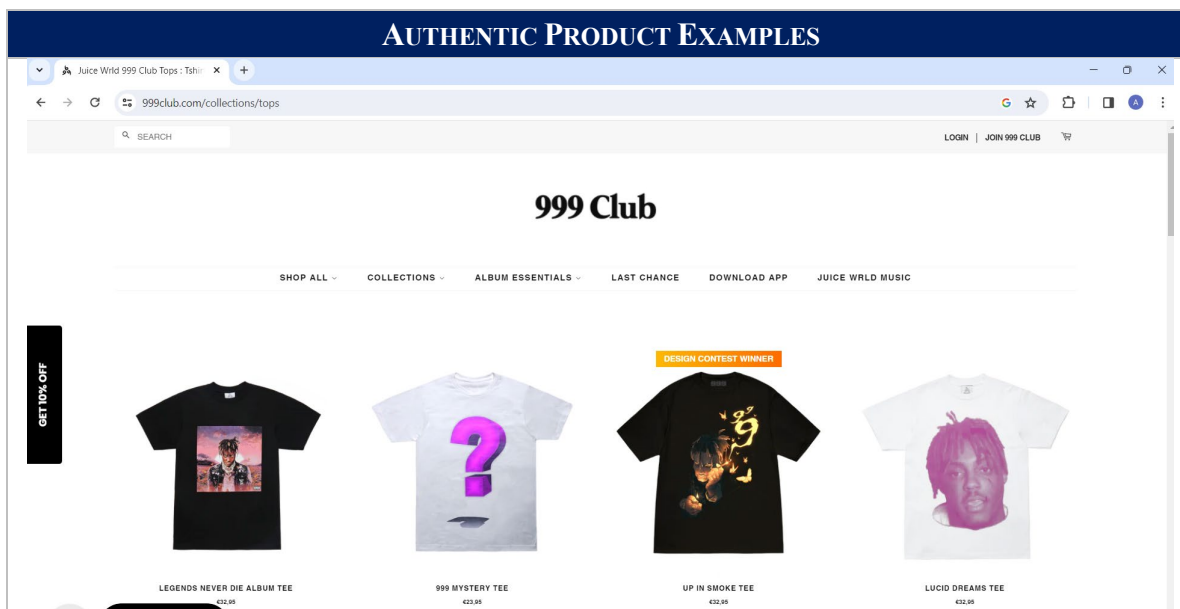 AUTHENTIC PRODUCT EXAMPLES
Juice Wrld 999 Club Tops : Tshir
999club.com/collections/tops
SEARCH
LOGIN | JOIN 999 CLUB
999 Club
SHOP ALL COLLECTIONS ALBUM ESSENTIALS LAST CHANCE DOWNLOAD APP JUICE WRLD MUSIC
GET 10% OFF
DESIGN CONTEST WINNER
LEGENDS NEVER DIE ALBUM TEE 999 MYSTERY TEE UP IN SMOKE TEE LUCID DREAMS TEE
€32,95 €23,95 €32,95 €32,95